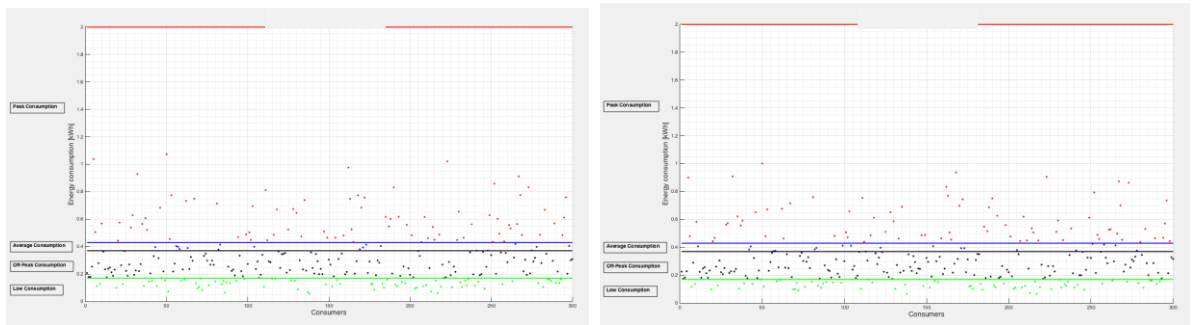 2
1.8
1.6
Peak Consumption
1.4
1.2
Energy consumption [kWh]
1
0.8
0.6
Average Consumption
0.4
Off-Peak Consumption
0.2
Low Consumption
0
0 50 100 150 200 250 300
Consumers
2
1.8
1.6
Peak Consumption
1.4
1.2
Energy consumption [kWh]
1
0.8
0.6
Average Consumption
0.4
Off-Peak Consumption
0.2
Low Consumption
0
0 50 100 150 200 250 300
Consumers